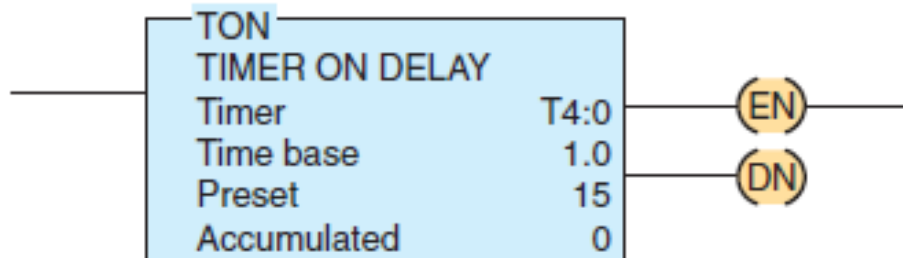 TON
TIMER ON DELAY
Timer T4:0 EN
Time base 1.0
Preset 15 DN
Accumulated 0